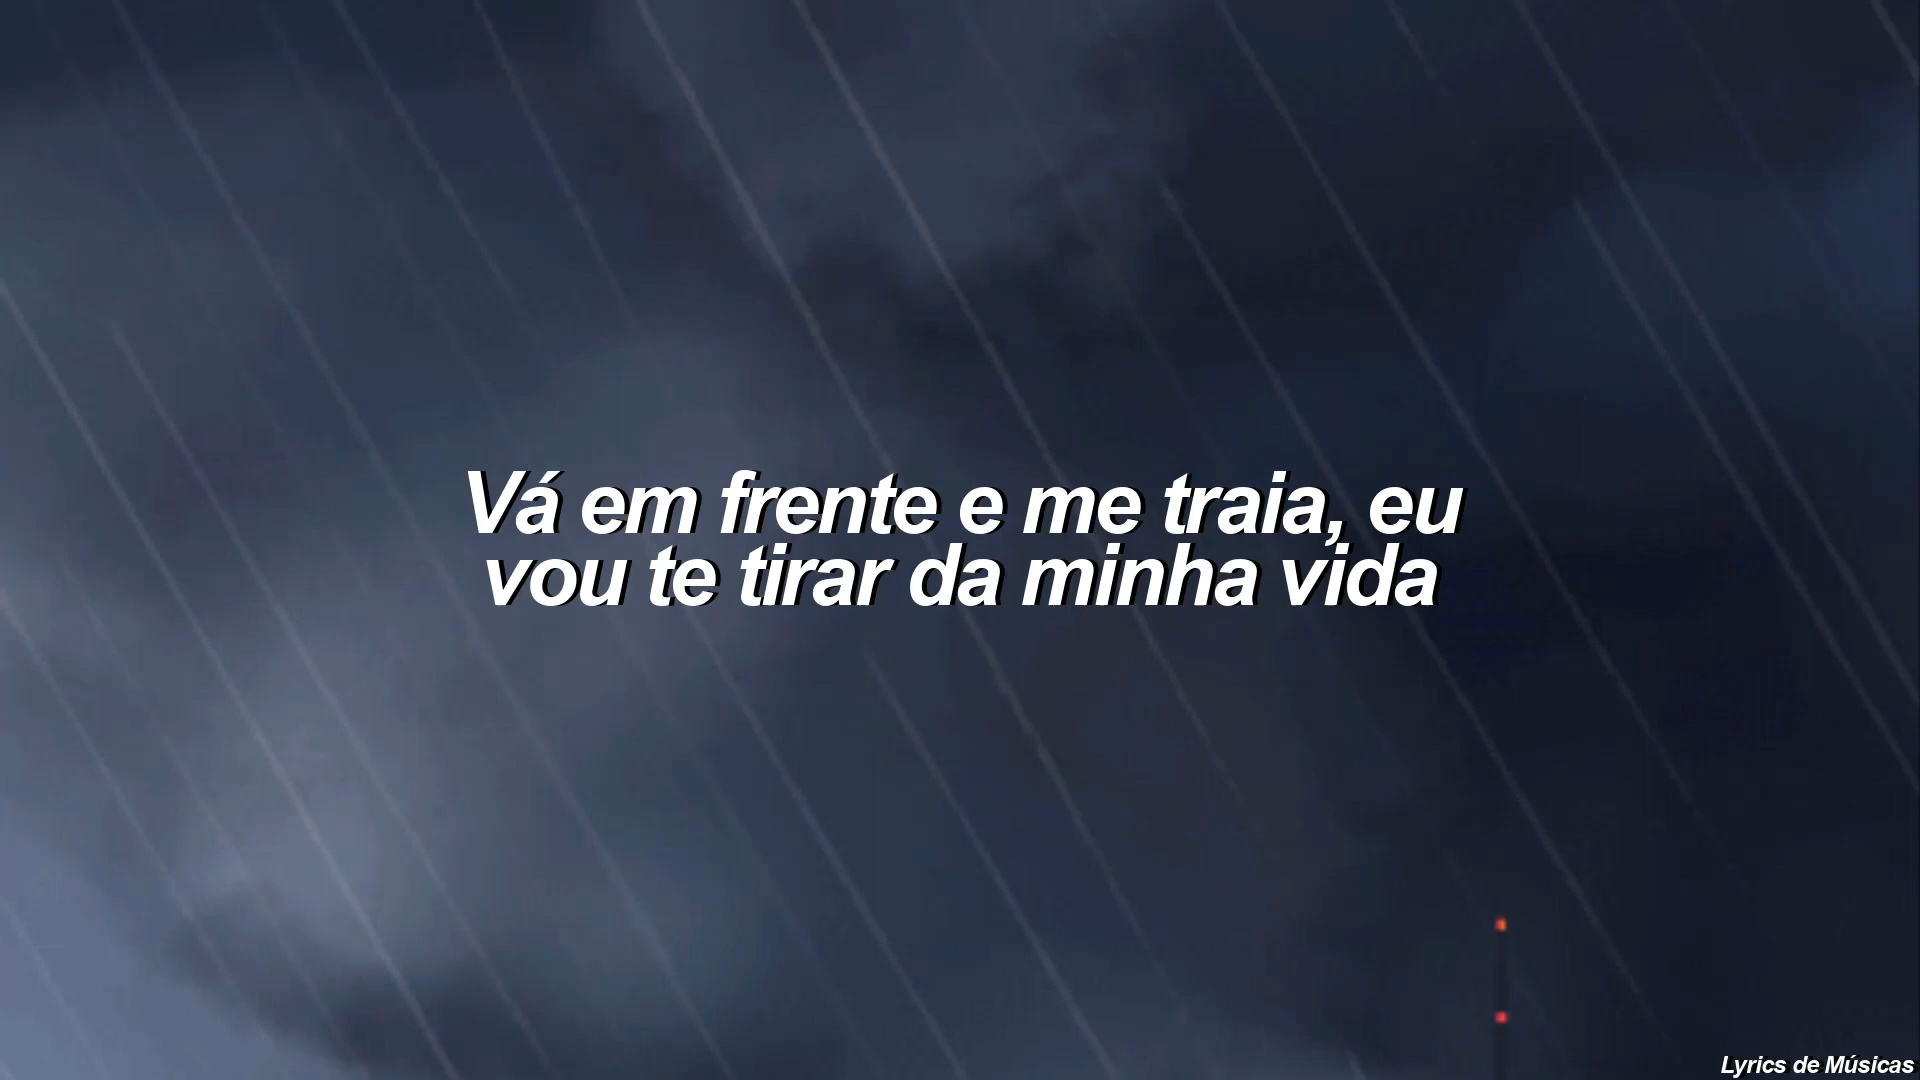 Vá em frente e me traia, eu
vou te tirar da minha vida
Lyrics de Músicas